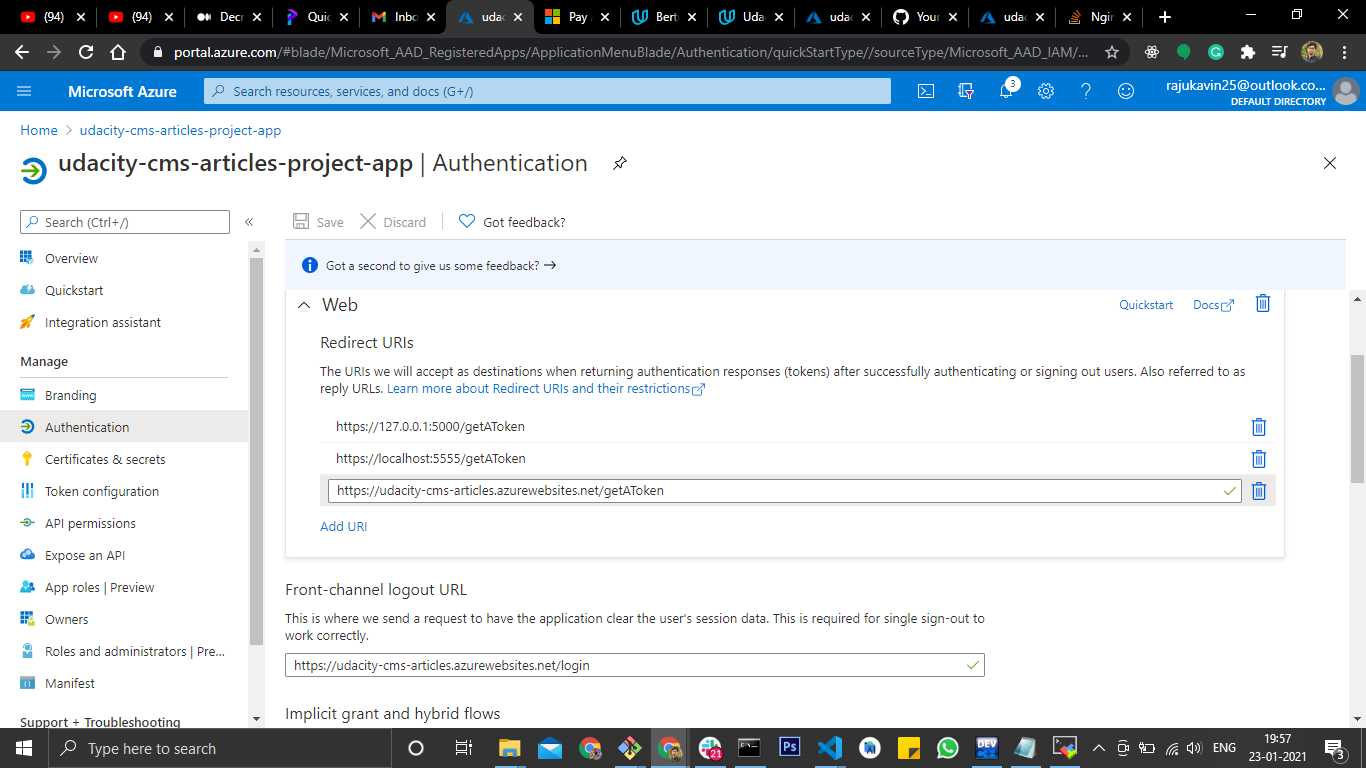 (94)
(94)
Decr
Quic
Inbo
udac
Pay
Bert
Udac
udac
Your
udac
Ngir
portal.azure.com/#blade/Microsoft_AAD_RegisteredApps/ApplicationMenuBlade/Authentication/quickStartType//sourceType/Microsoft_AAD_IAM/...
Microsoft Azure
Search resources, services, and docs (G+/)
3
rajukavin25@outlook.co...
DEFAULT DIRECTORY
Home > udacity-cms-articles-project-app
udacity-cms-articles-project-app | Authentication
Search (Ctrl+/)
«
Save
Discard
Got feedback?
Got a second to give us some feedback? →
Overview
Quickstart
Integration assistant
Manage
Branding
Authentication
Certificates & secrets
Token configuration
API permissions
Expose an API
App roles | Preview
Owners
Roles and administrators | Pre...
Manifest
Support + Troubleshooting
Web
Quickstart
Docs
Redirect URIs
The URIs we will accept as destinations when returning authentication responses (tokens) after successfully authenticating or signing out users. Also referred to as
reply URLs. Learn more about Redirect URIs and their restrictions
https://127.0.0.1:5000/getAToken
https://localhost:5555/getAToken
https://udacity-cms-articles.azurewebsites.net/getAToken
Add URI
Front-channel logout URL
This is where we send a request to have the application clear the user's session data. This is required for single sign-out to
work correctly.
https://udacity-cms-articles.azurewebsites.net/login
Implicit grant and hybrid flows
Type here to search
21
Ps
DEV
ENG
19:57
23-01-2021
3